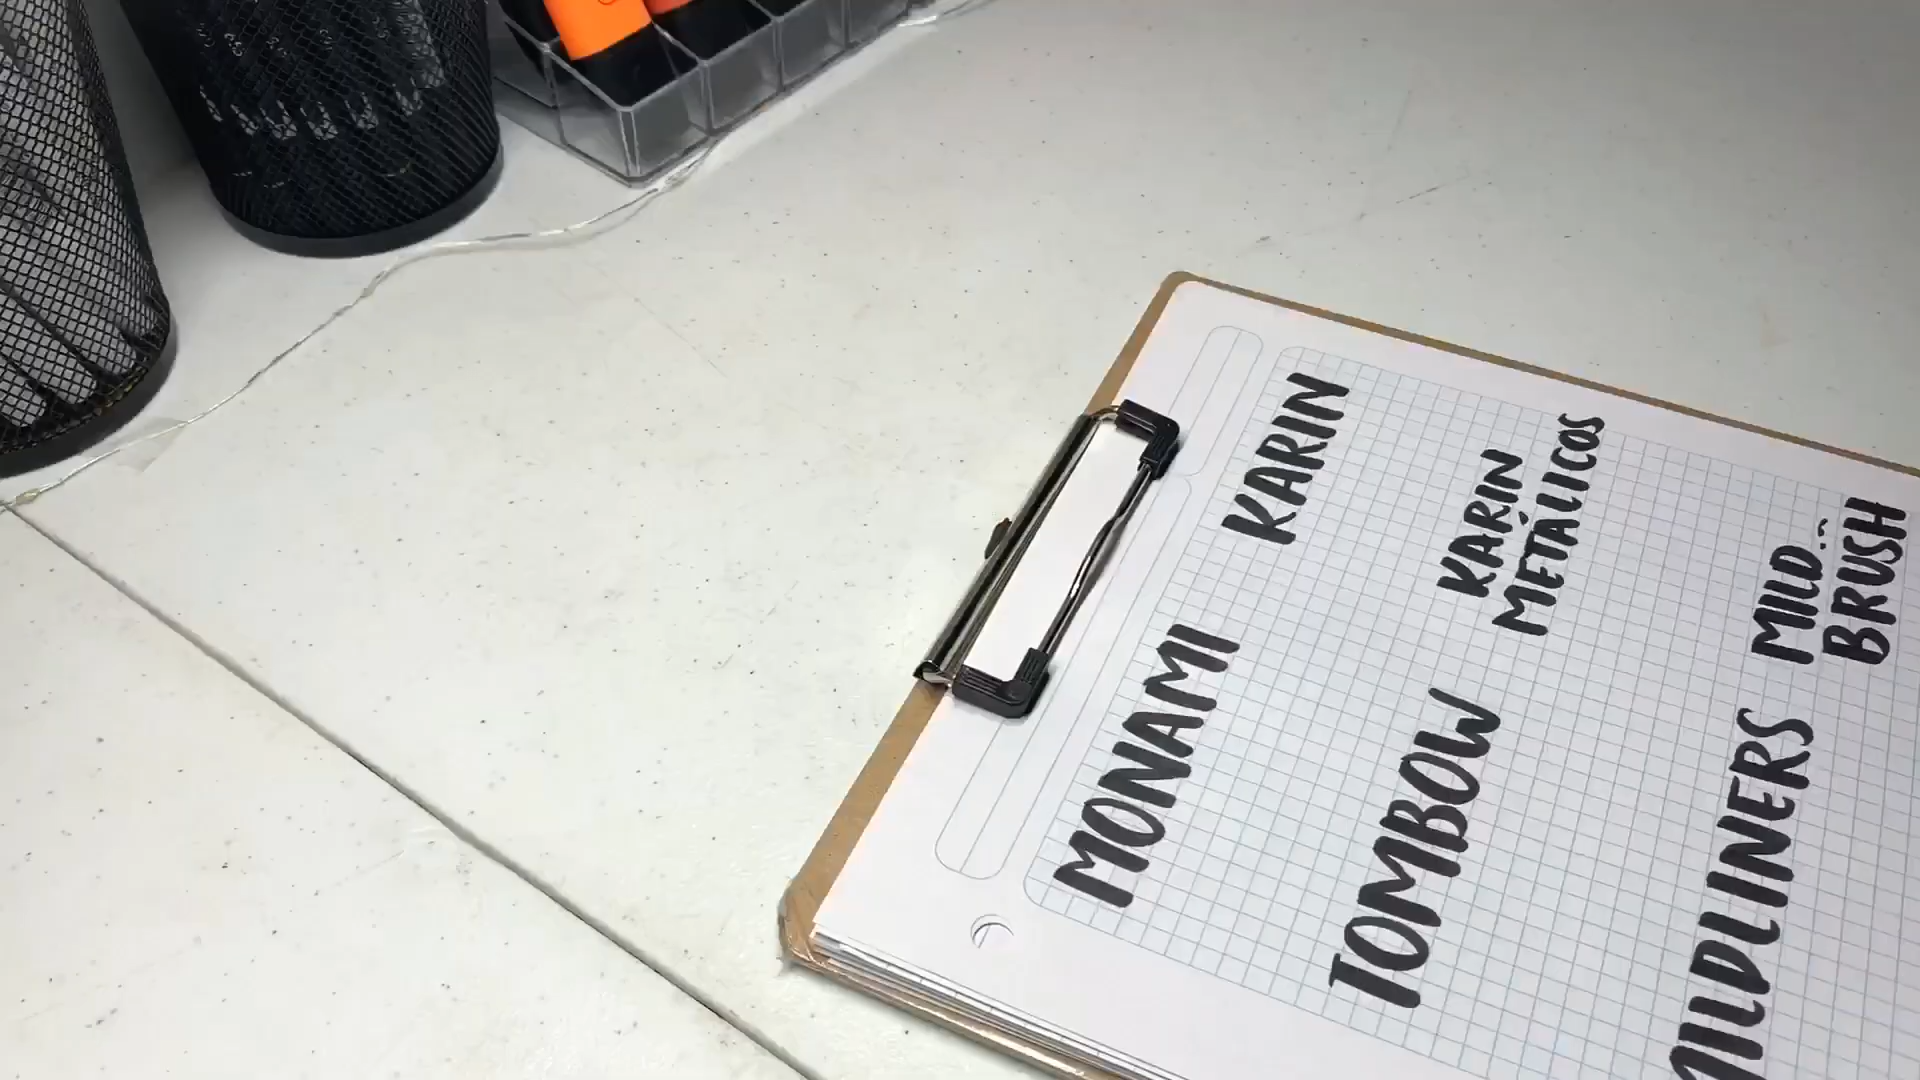 MONAMI
KARIN
TOMBOW
KARIN
METÁLICOS
MILDLINERS
MILD...
BRUSH